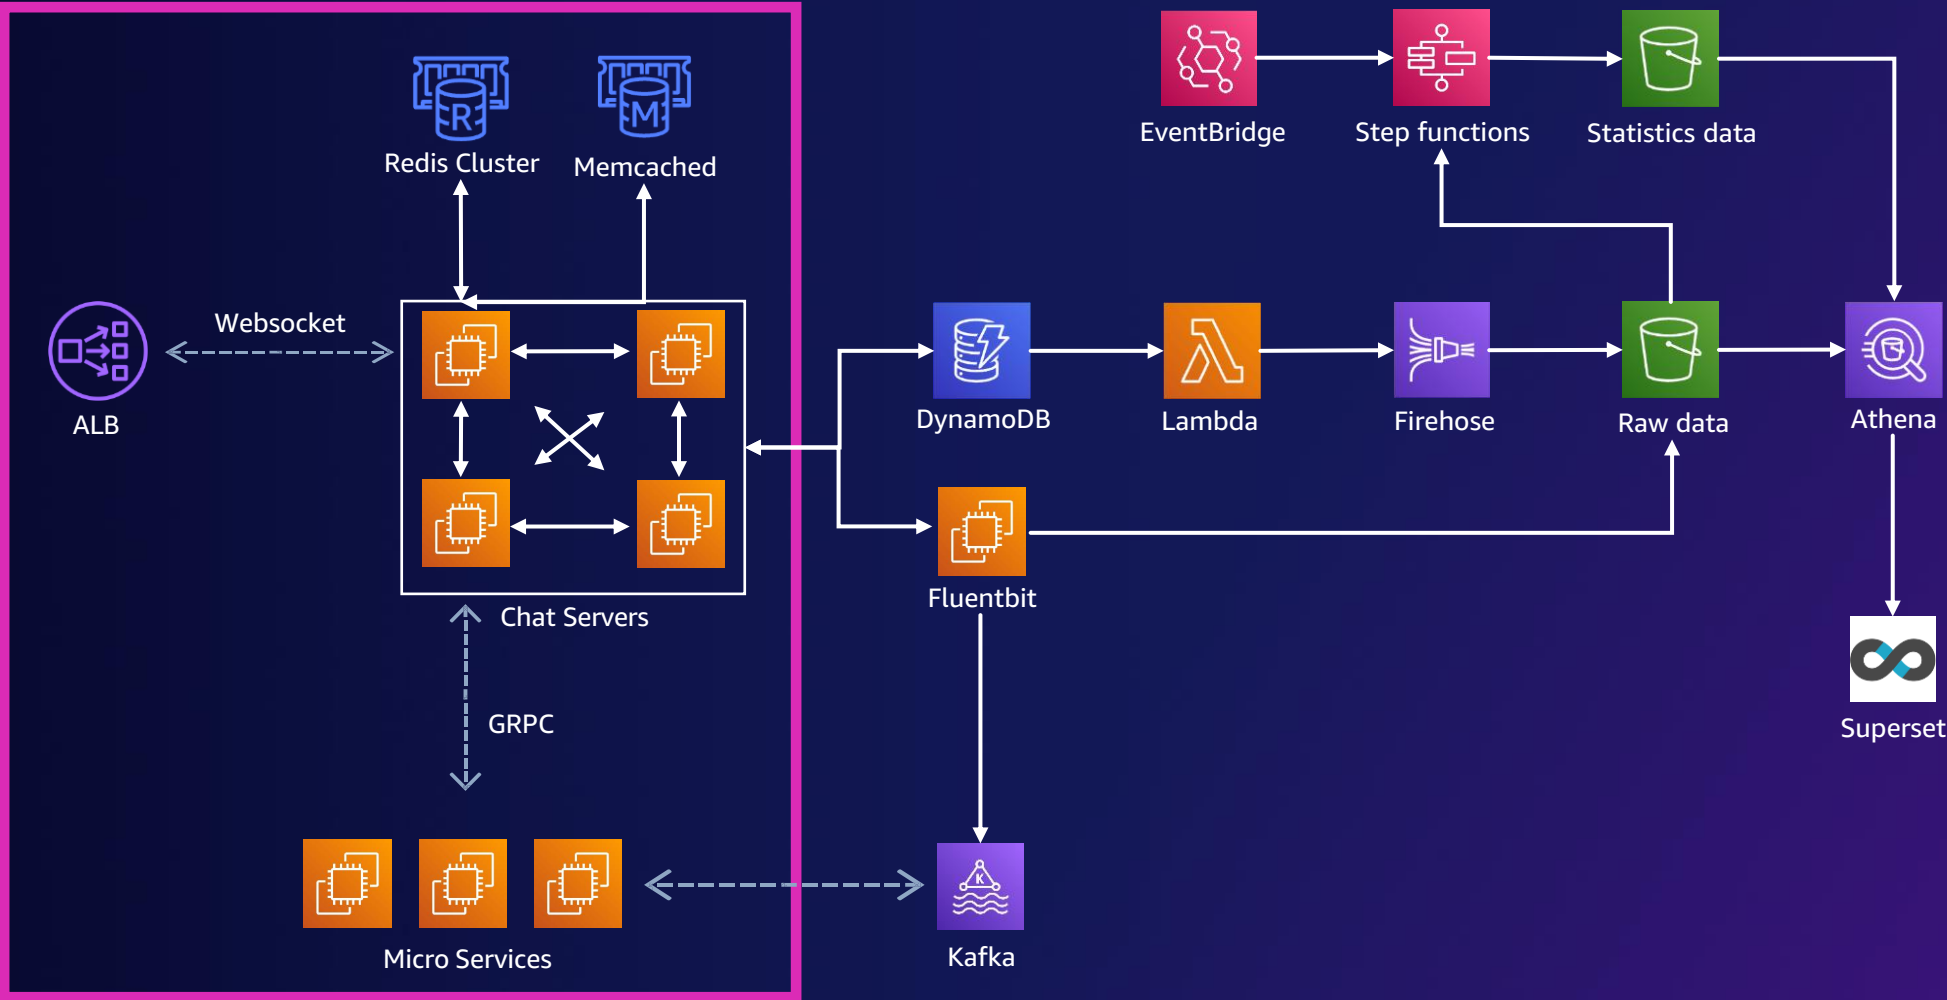 EventBridge
Step functions
Statistics data
R
M
Redis Cluster
Memcached
Websocket
ALB
DynamoDB
Lambda
Firehose
Raw data
Athena
Fluentbit
Chat Servers
GRPC
Superset
K
Micro Services
Kafka